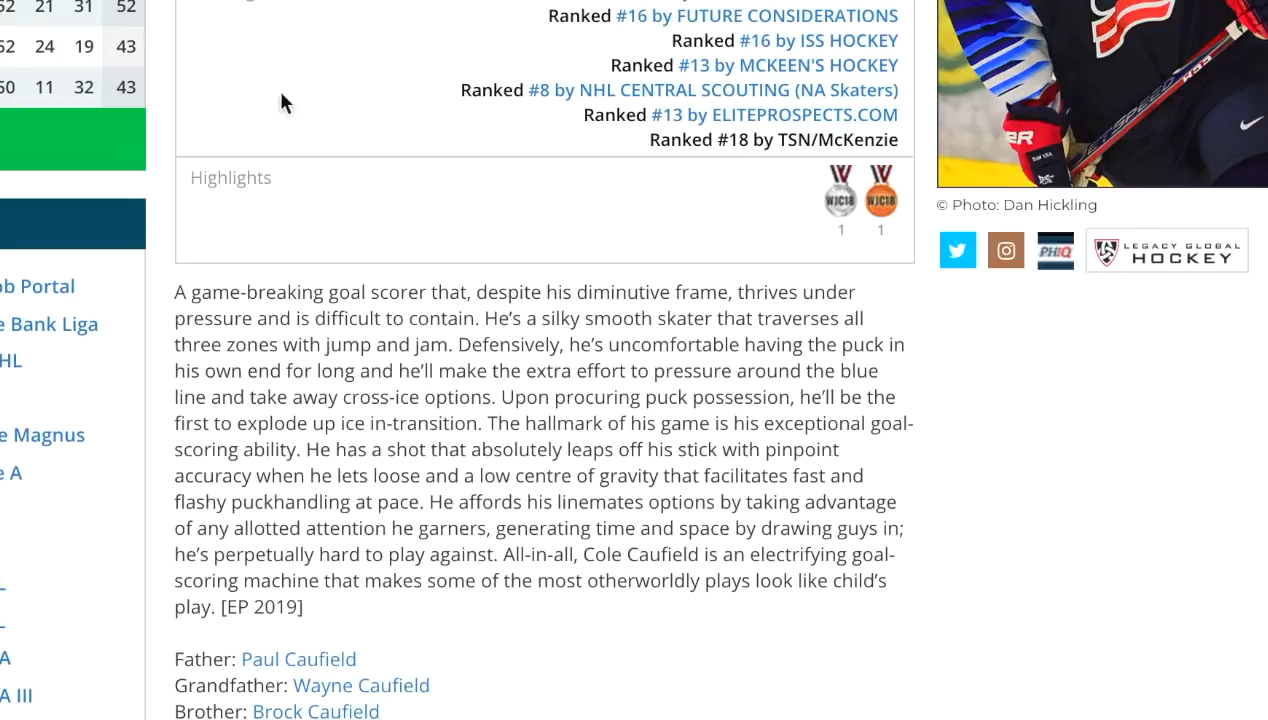 52 21 31 52
52 24 19 43
50 11 32 43
ob Portal
e Bank Liga
HL
e Magnus
e A
A
A III
Ranked #16 by FUTURE CONSIDERATIONS
Ranked #16 by ISS HOCKEY
Ranked #13 by MCKEEN'S HOCKEY
Ranked #8 by NHL CENTRAL SCOUTING (NA Skaters)
Ranked #13 by ELITEPROSPECTS.COM
Ranked #18 by TSN/McKenzie
Highlights
WJC18 WJC18
1 1
A game-breaking goal scorer that, despite his diminutive frame, thrives under
pressure and is difficult to contain. He’s a silky smooth skater that traverses all
three zones with jump and jam. Defensively, he’s uncomfortable having the puck in
his own end for long and he’ll make the extra effort to pressure around the blue
line and take away cross-ice options. Upon procuring puck possession, he’ll be the
first to explode up ice in-transition. The hallmark of his game is his exceptional goal-
scoring ability. He has a shot that absolutely leaps off his stick with pinpoint
accuracy when he lets loose and a low centre of gravity that facilitates fast and
flashy puckhandling at pace. He affords his linemates options by taking advantage
of any allotted attention he garners, generating time and space by drawing guys in;
he’s perpetually hard to play against. All-in-all, Cole Caufield is an electrifying goal-
scoring machine that makes some of the most otherworldly plays look like child’s
play. [EP 2019]
Father: Paul Caufield
Grandfather: Wayne Caufield
Brother: Brock Caufield
JETSPEED
© Photo: Dan Hickling
PHIQ
LEGACY GLOBAL
HOCKEY